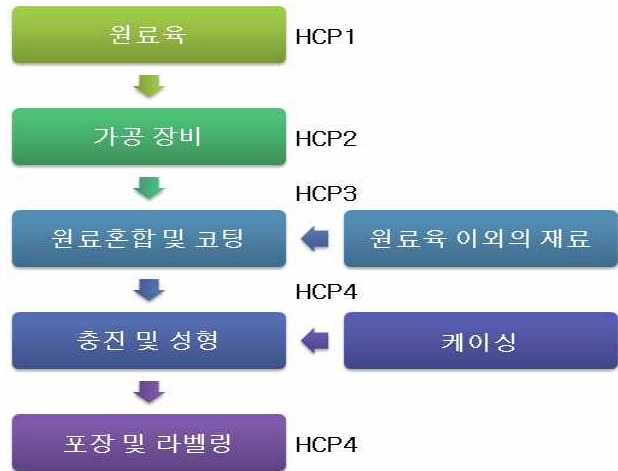 원료육 HCP1
가공 장비 HCP2
HCP3
원료혼합 및 코팅 원료육 이외의 재료
HCP4
충진 및 성형 케이싱
포장 및 라벨링 HCP4